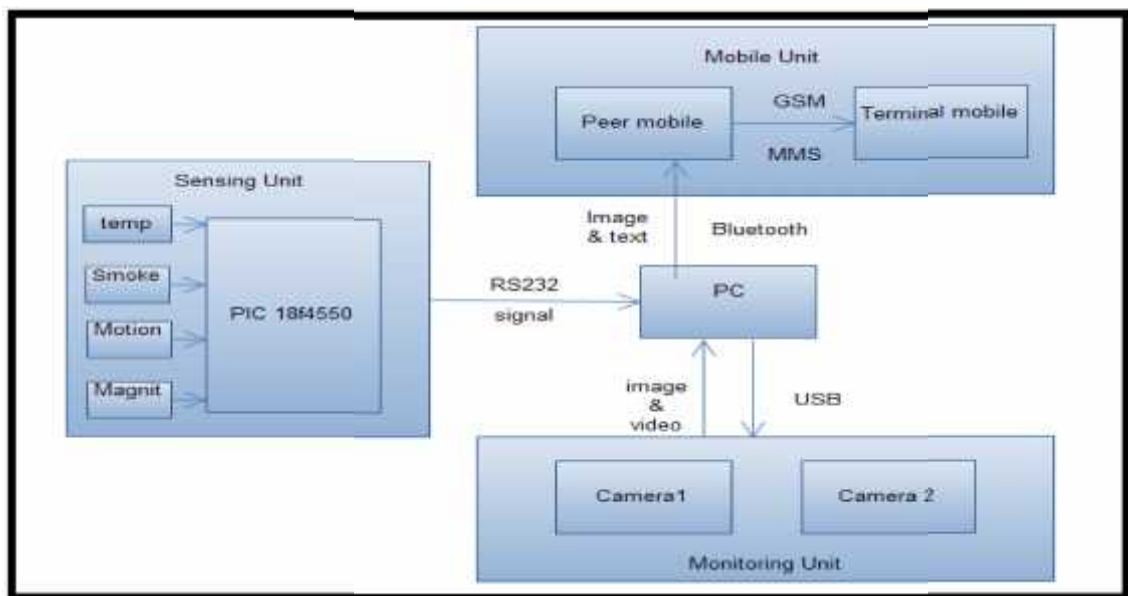 Mobile Unit
Peer mobile
GSM
MMS
Terminal mobile
Sensing Unit
temp
Smoke
Motion
Magnit
PIC 18f4550
RS232
signal
Image
& text
Bluetooth
PC
image
&
video
USB
Camera1
Camera 2
Monitoring Unit